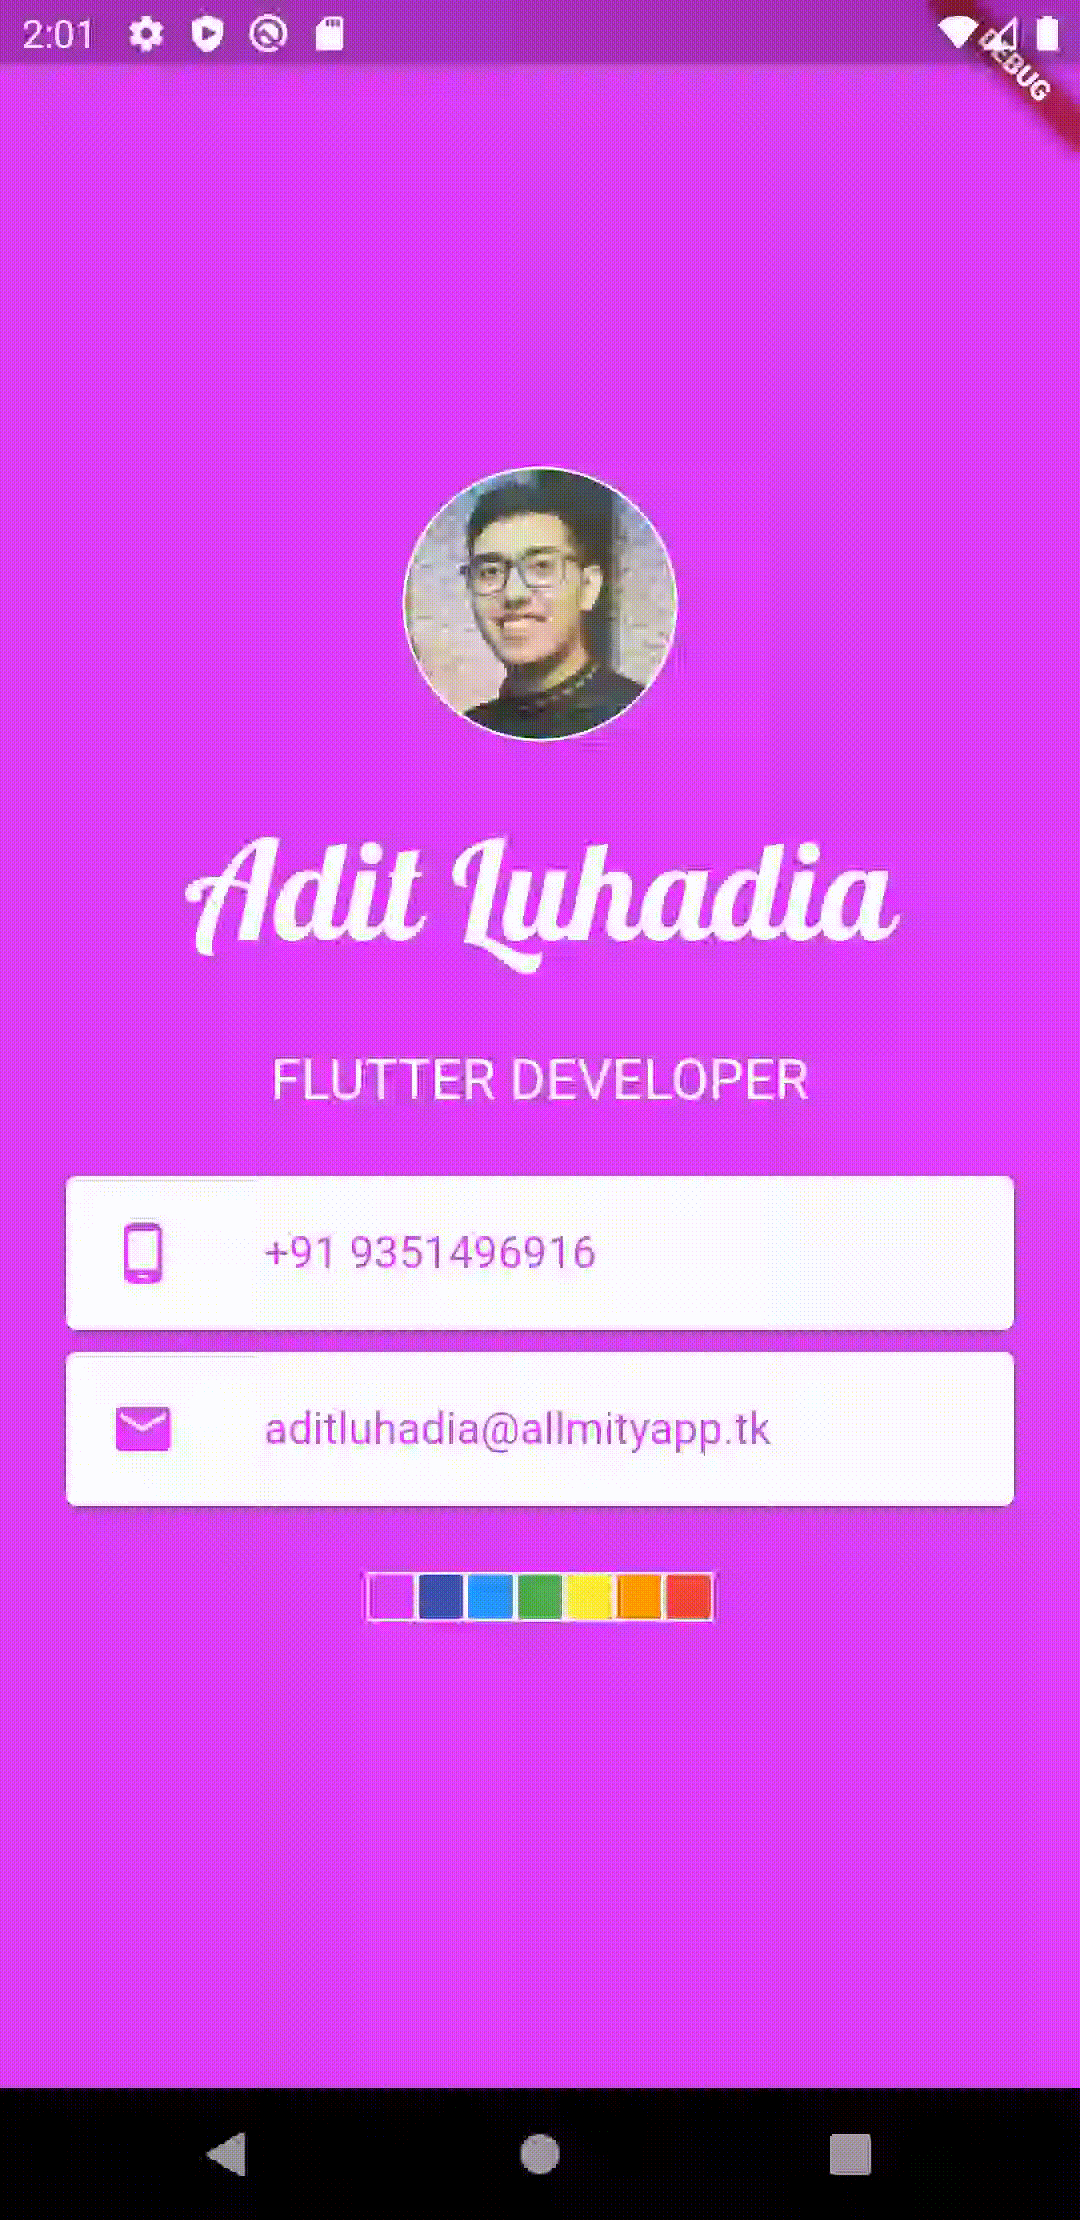 2:01
DEBUG
Adit Luhadia
FLUTTER DEVELOPER
+91 9351496916
aditluhadia@allmityapp.tk